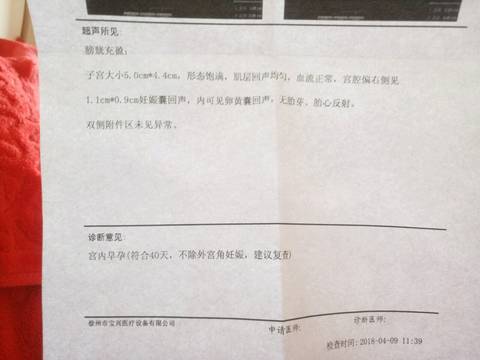 超声所见:
膀胱充盈:
子宫大小5.0cm*4.4cm, 形态饱满, 肌层回声均匀, 血流正常, 宫腔偏右侧见
1.1cm*0.9cm妊娠囊回声, 内可见卵黄囊回声, 无胎芽、胎心反射。
双侧附件区未见异常。
诊断意见:
宫内早孕(符合40天, 不除外宫角妊娠, 建议复查)
徐州市宝兴医疗设备有限公司
申请医师:
诊断医师:
检查时间:2018-04-09 11:39